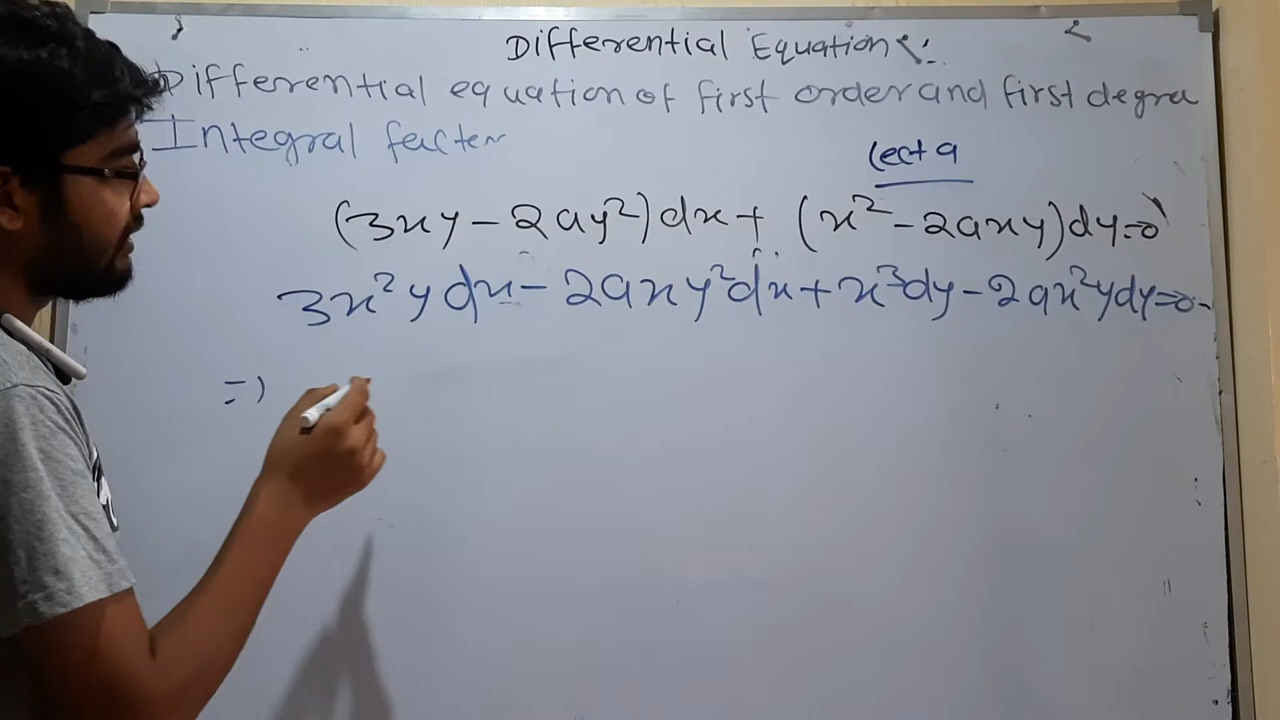 Differential Equation:
Differential equation of first order and first degree
Integral factor
Lect 9
(3xy - 2ay²)dx + (x² - 2axy)dy=0
3x²y dx - 2axy²dx + x³dy - 2ax²ydy=0
=)